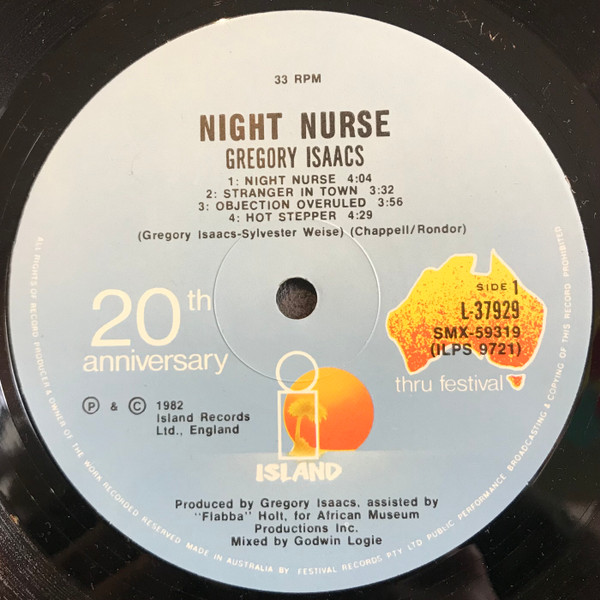 33 RPM
NIGHT NURSE
GREGORY ISAACS
1: NIGHT NURSE 4:04
2: STRANGER IN TOWN 3:32
3: OBJECTION OVERULED 3:56
4: HOT STEPPER 4:29
(Gregory Isaacs-Sylvester Weise) (Chappell/Rondor)
20th
anniversary
SIDE 1
L-37929
SMX-59319
(ILPS 9721)
thru festival
Ⓟ & © 1982
Island Records
Ltd., England
i
ISLAND
Produced by Gregory Isaacs, assisted by
"Flabba" Holt, for African Museum
Productions Inc.
Mixed by Godwin Logie
ALL RIGHTS OF RECORD PRODUCER & OWNER OF THE WORK RECORDED RESERVED MADE IN AUSTRALIA BY FESTIVAL RECORDS PTY LTD PUBLIC PERFORMANCE BROADCASTING & COPYING OF THIS RECORD PROHIBITED